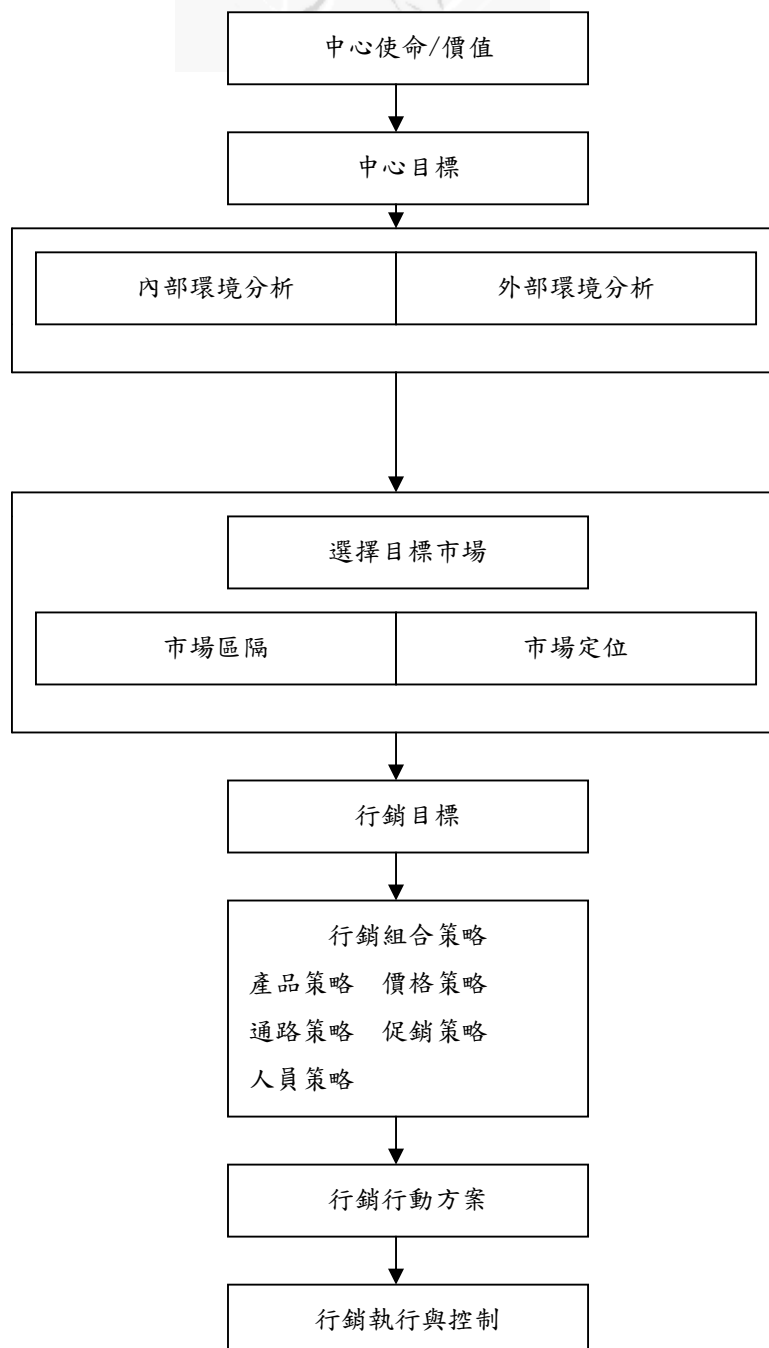 中心使命/價值
中心目標
內部環境分析
外部環境分析
選擇目標市場
市場區隔
市場定位
行銷目標
行銷組合策略
產品策略 價格策略
通路策略 促銷策略
人員策略
行銷行動方案
行銷執行與控制